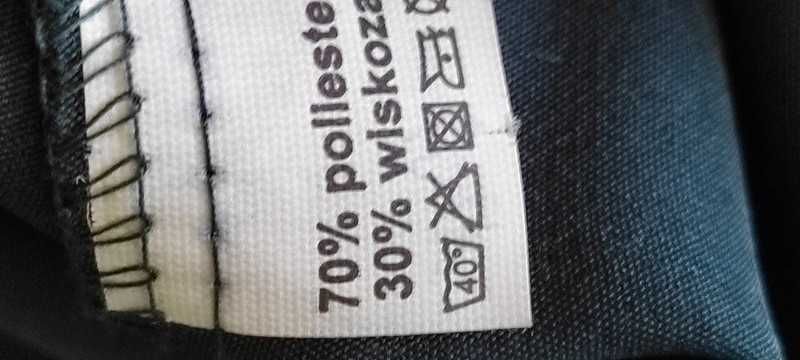 70% poliester
30% wiskoza
40°